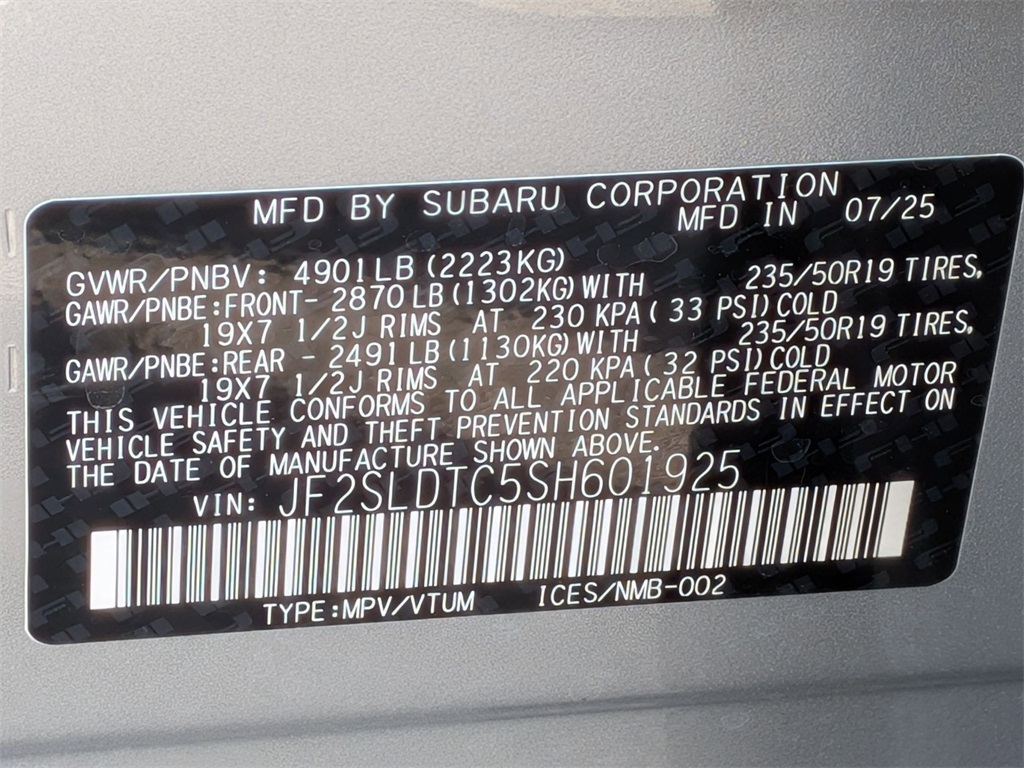 MFD BY SUBARU CORPORATION
MFD IN 07/25
GVWR/PNBV: 4901LB (2223KG)
GAWR/PNBE:FRONT- 2870 LB (1302KG) WITH 235/50R19 TIRES,
19X7 1/2J RIMS AT 230 KPA ( 33 PSI) COLD
GAWR/PNBE:REAR - 2491 LB (1130KG) WITH 235/50R19 TIRES,
19X7 1/2J RIMS AT 220 KPA ( 32 PSI) COLD
THIS VEHICLE CONFORMS TO ALL APPLICABLE FEDERAL MOTOR
VEHICLE SAFETY AND THEFT PREVENTION STANDARDS IN EFFECT ON
THE DATE OF MANUFACTURE SHOWN ABOVE.
VIN: JF2SLDTC5SH601925
TYPE:MPV/VTUM ICES/NMB-002